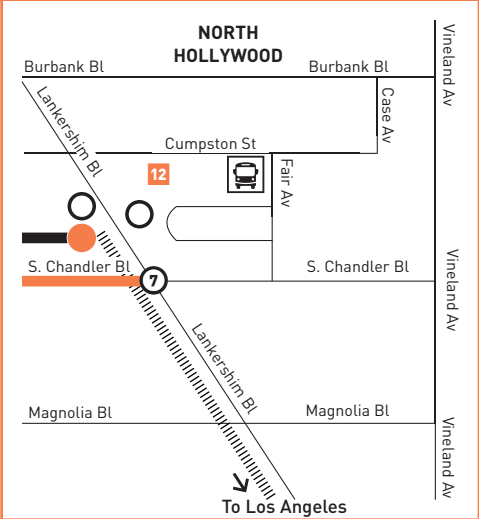 NORTH
HOLLYWOOD
Vineland Av
Burbank Bl
Burbank Bl
Lankershim Bl
Case Av
Cumpston St
12
Fair Av
S. Chandler Bl
S. Chandler Bl
7
Vineland Av
Lankershim Bl
Magnolia Bl
Magnolia Bl
Vineland Av
To Los Angeles